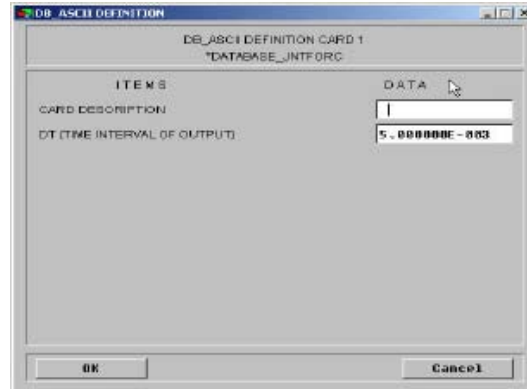 DB_ASCII DEFINITION
DB_ASCII DEFINITION CARD 1
*DATABASE_JNTFORC
ITEMS DATA
CARD DESCRIPTION
DT (TIME INTERVAL OF OUTPUT) 5.000000E-003
OK Cancel